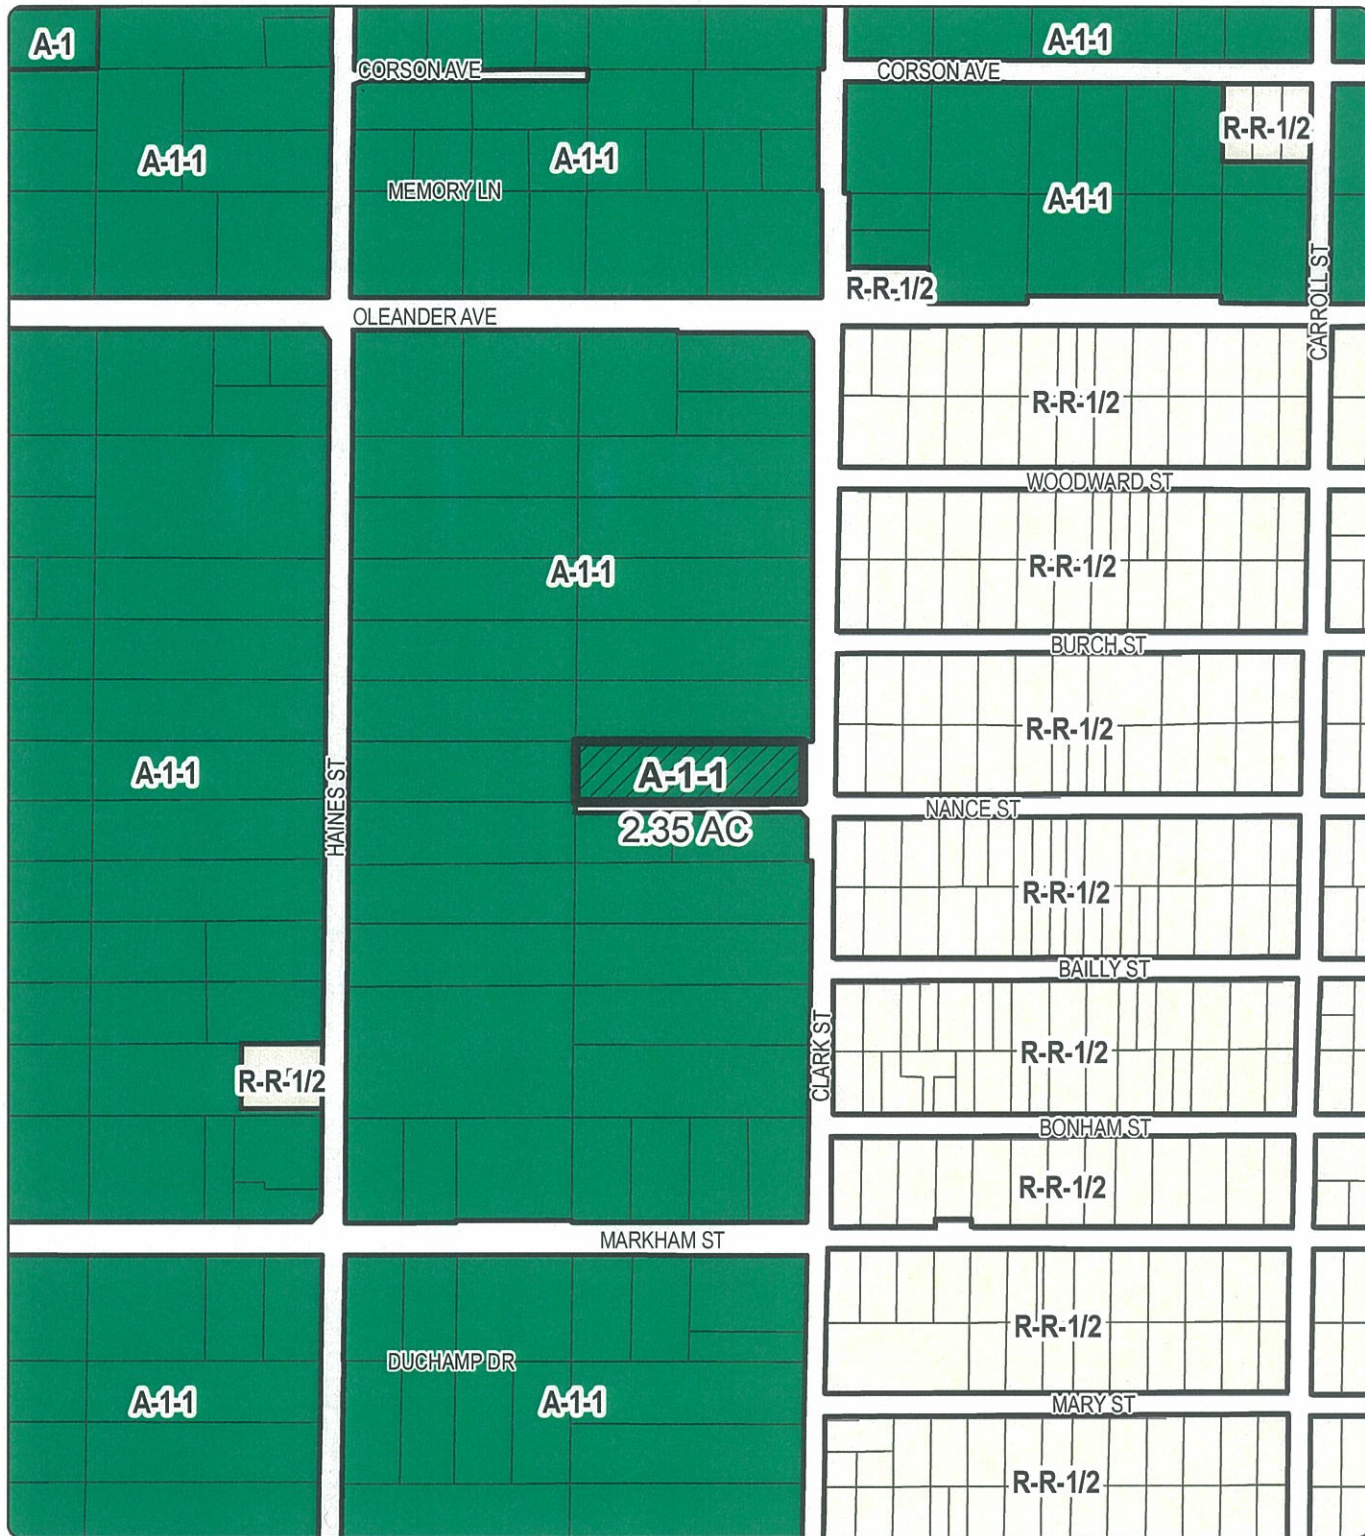 A-1
A-1-1
CORSON AVE
CORSON AVE
R-R-1/2
A-1-1
A-1-1
MEMORY LN
A-1-1
R-R-1/2
CARROLL ST
OLEANDER AVE
R-R-1/2
WOODWARD ST
A-1-1
R-R-1/2
BURCH ST
R-R-1/2
A-1-1
A-1-1
HAINES ST
NANCE ST
2.35 AC
R-R-1/2
BAILLY ST
CLARK ST
R-R-1/2
R-R-1/2
BONHAM ST
R-R-1/2
MARKHAM ST
R-R-1/2
DUCHAMP DR
A-1-1
A-1-1
MARY ST
R-R-1/2